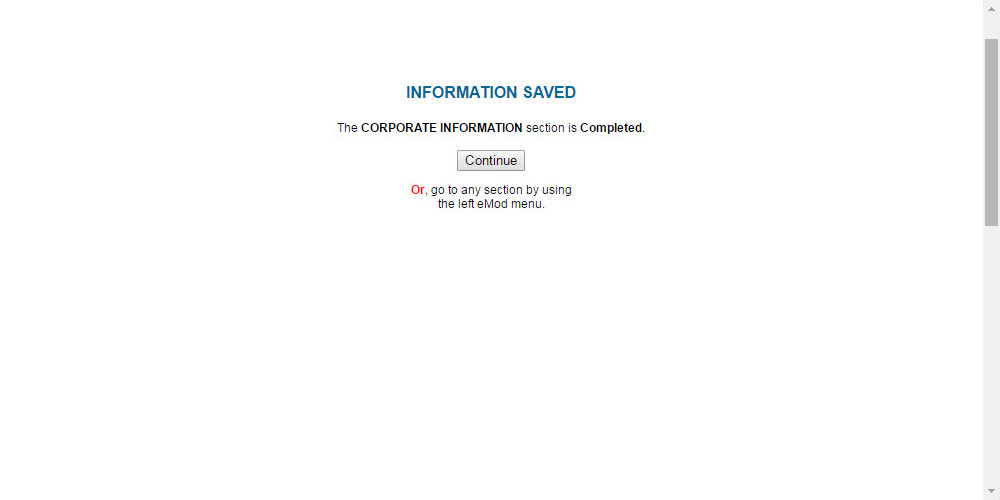 INFORMATION SAVED
The CORPORATE INFORMATION section is Completed.
Continue
Or, go to any section by using
the left eMod menu.